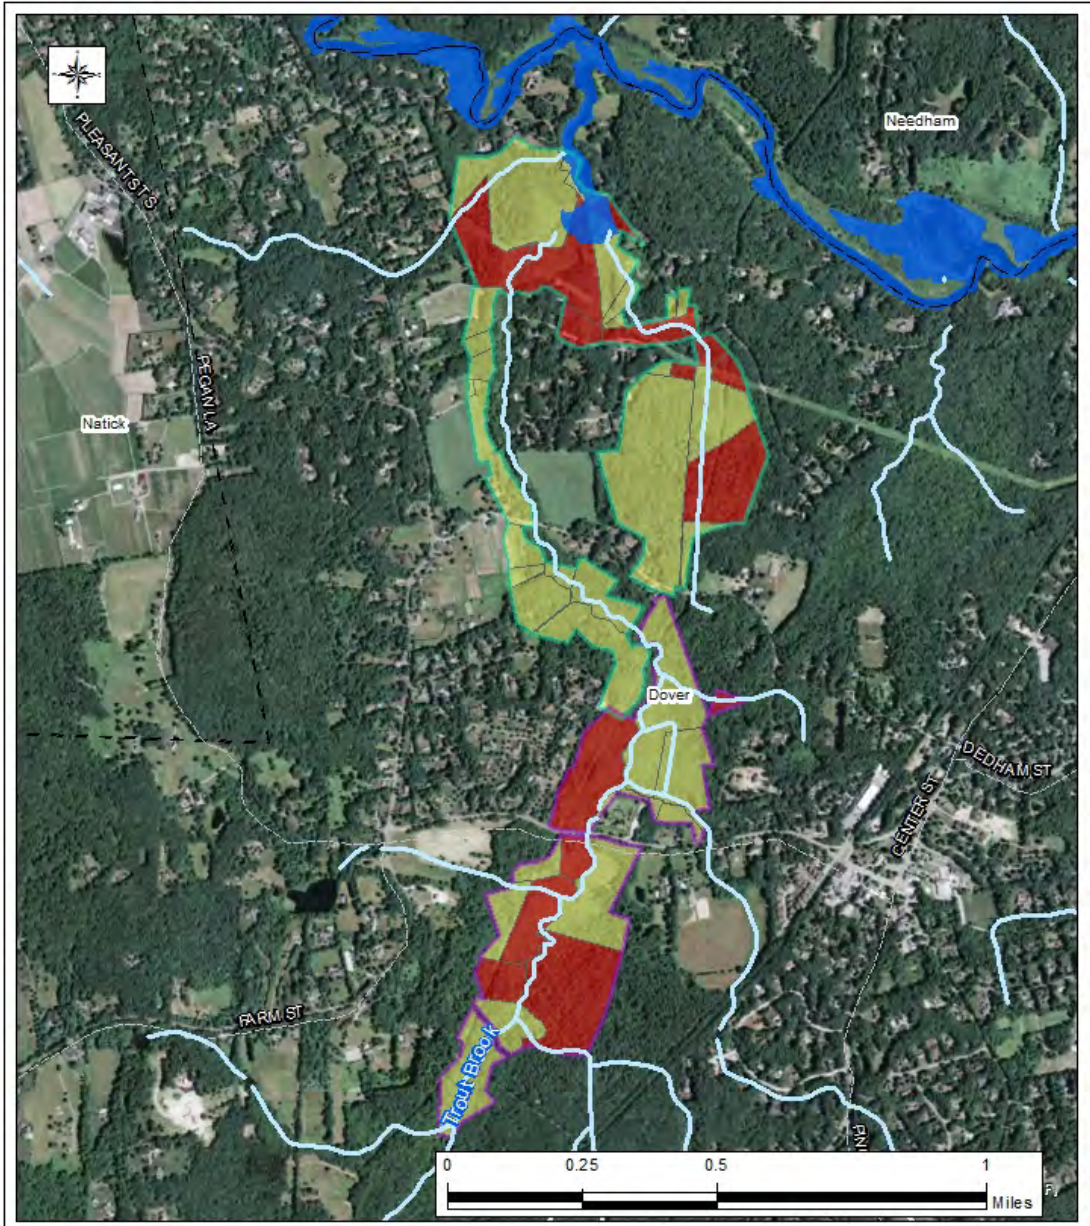 Needham
PLEASANT ST S
PEGAN LA
Natick
Dover
DEDHAM ST
CENTER ST
FARM ST
Trout Brook
0 0.25 0.5 1
Miles